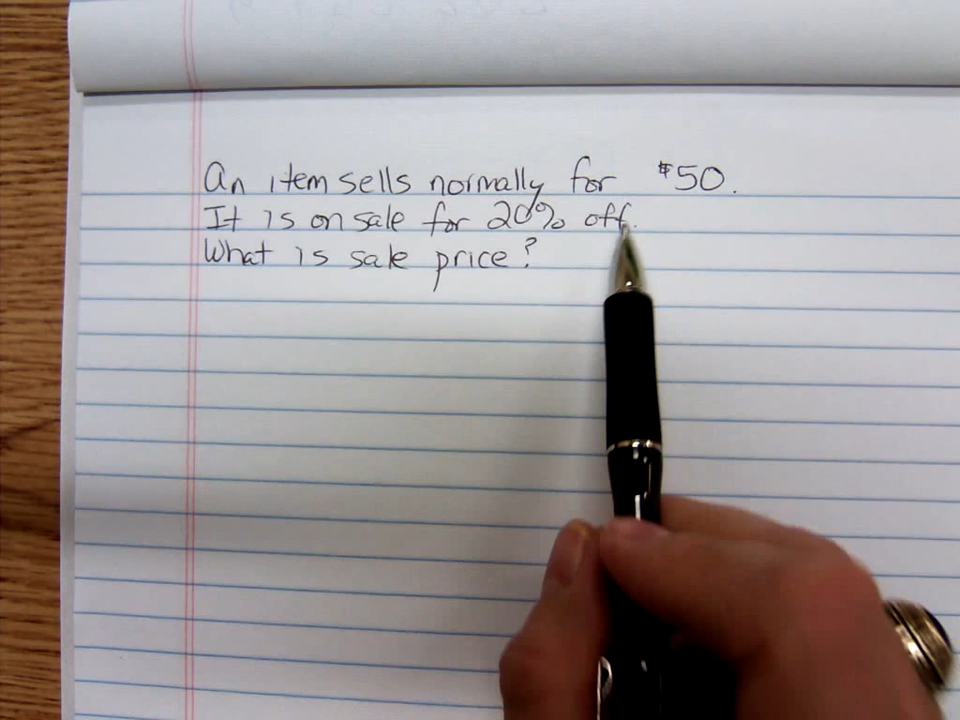 An item sells normally for $50.
It is on sale for 20% off.
What is sale price?